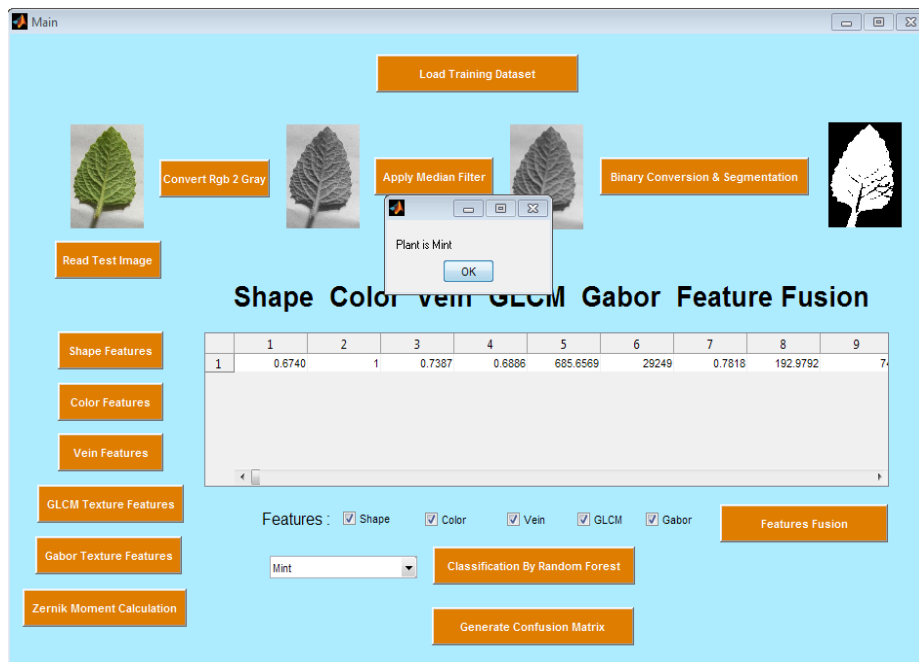 Main
Load Training Dataset
Convert Rgb 2 Gray
Apply Median Filter
Binary Conversion & Segmentation
Plant is Mint
OK
Read Test Image
Shape Color Vein GLCM Gabor Feature Fusion
Shape Features
Color Features
Vein Features
GLCM Texture Features
Gabor Texture Features
Zernik Moment Calculation
1 2 3 4 5 6 7 8 9
1 0.6740 1 0.7387 0.6886 685.6569 29249 0.7818 192.9792
Features : Shape Color Vein GLCM Gabor
Features Fusion
Mint
Classification By Random Forest
Generate Confusion Matrix